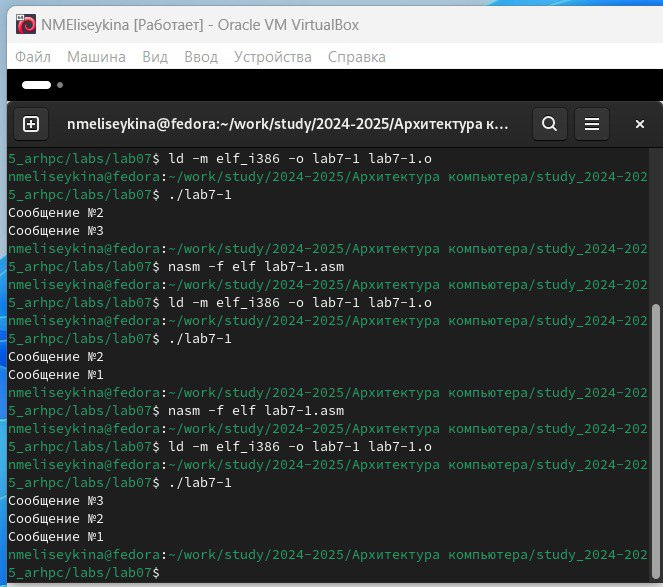 NMEliseykina [Работает] - Oracle VM VirtualBox
Файл Машина Вид Ввод Устройства Справка
nmeliseykina@fedora:~/work/study/2024-2025/Архитектура к...
5_arhpc/labs/lab07$ ld -m elf_i386 -o lab7-1 lab7-1.o
nmeliseykina@fedora:~/work/study/2024-2025/Архитектура компьютера/study_2024-202
5_arhpc/labs/lab07$ ./lab7-1
Сообщение №2
Сообщение №3
nmeliseykina@fedora:~/work/study/2024-2025/Архитектура компьютера/study_2024-202
5_arhpc/labs/lab07$ nasm -f elf lab7-1.asm
nmeliseykina@fedora:~/work/study/2024-2025/Архитектура компьютера/study_2024-202
5_arhpc/labs/lab07$ ld -m elf_i386 -o lab7-1 lab7-1.o
nmeliseykina@fedora:~/work/study/2024-2025/Архитектура компьютера/study_2024-202
5_arhpc/labs/lab07$ ./lab7-1
Сообщение №2
Сообщение №1
nmeliseykina@fedora:~/work/study/2024-2025/Архитектура компьютера/study_2024-202
5_arhpc/labs/lab07$ nasm -f elf lab7-1.asm
nmeliseykina@fedora:~/work/study/2024-2025/Архитектура компьютера/study_2024-202
5_arhpc/labs/lab07$ ld -m elf_i386 -o lab7-1 lab7-1.o
nmeliseykina@fedora:~/work/study/2024-2025/Архитектура компьютера/study_2024-202
5_arhpc/labs/lab07$ ./lab7-1
Сообщение №3
Сообщение №2
Сообщение №1
nmeliseykina@fedora:~/work/study/2024-2025/Архитектура компьютера/study_2024-202
5_arhpc/labs/lab07$